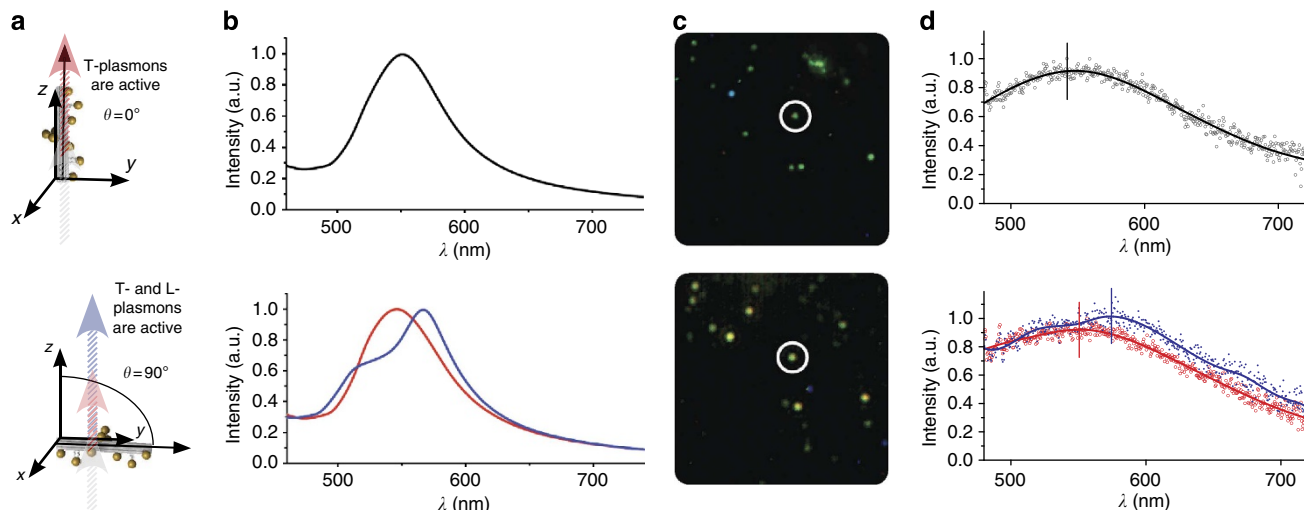 a
T-plasmons
are active
θ=0°
z
y
x
T- and L-
plasmons
are active
z
θ=90°
y
x
b
Intensity (a.u.)
1.0
0.8
0.6
0.4
0.2
0.0
500
600
700
λ (nm)
Intensity (a.u.)
1.0
0.8
0.6
0.4
0.2
0.0
500
600
700
λ (nm)
c
d
Intensity (a.u.)
1.0
0.8
0.6
0.4
0.2
0.0
500
600
700
λ (nm)
Intensity (a.u.)
1.0
0.8
0.6
0.4
0.2
0.0
500
600
700
λ (nm)